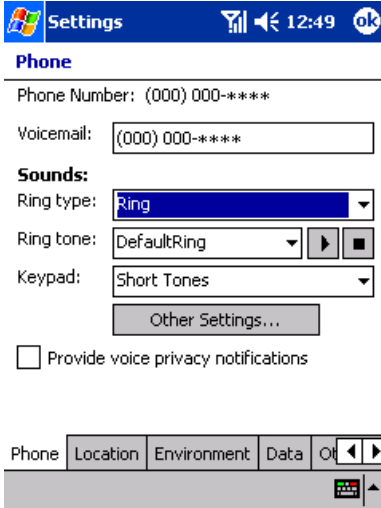 Settings 12:49 ok
Phone
Phone Number: (000) 000-****
Voicemail: (000) 000-****
Sounds:
Ring type: Ring
Ring tone: DefaultRing
Keypad: Short Tones
Other Settings...
Provide voice privacy notifications
Phone Location Environment Data